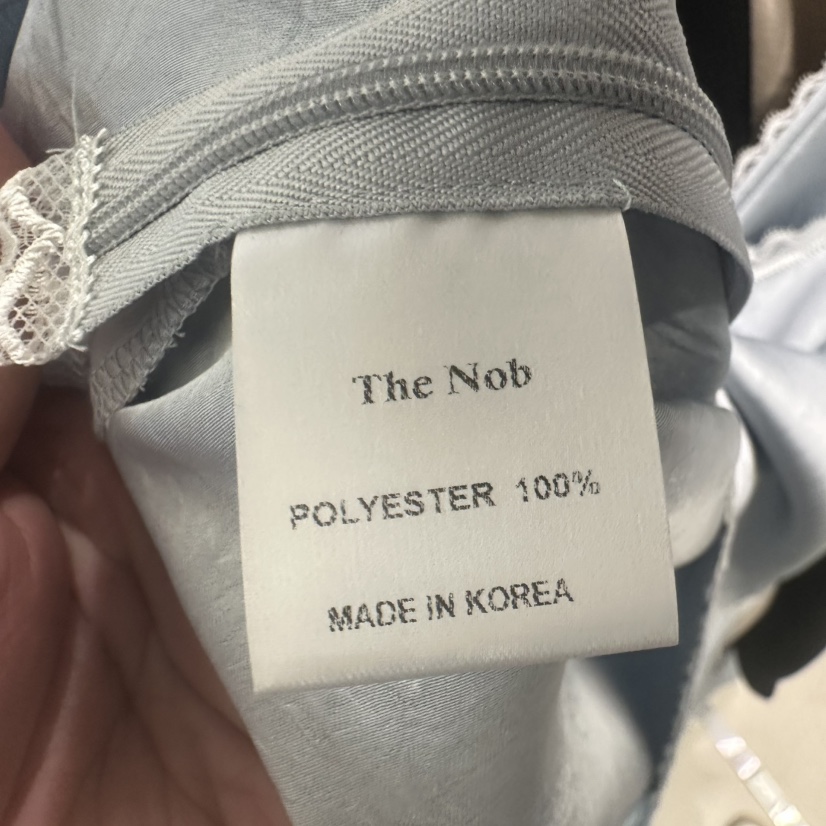 The Nob
POLYESTER 100%
MADE IN KOREA